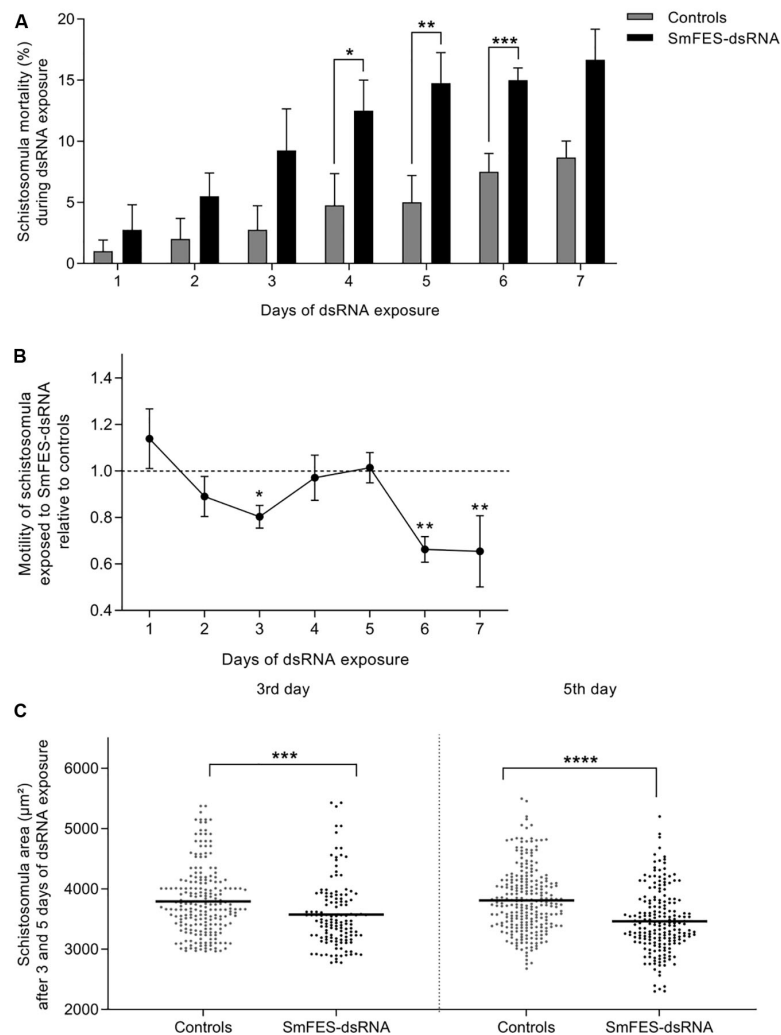 A
Controls
SmFES-dsRNA
Schistosomula mortality (%)
during dsRNA exposure
20
15
10
5
0
*
**
***
1 2 3 4 5 6 7
Days of dsRNA exposure
B
Motility of schistosomula
exposed to SmFES-dsRNA
relative to controls
1.4
1.2
1.0
0.8
0.6
0.4
*
**
**
1 2 3 4 5 6 7
Days of dsRNA exposure
3rd day 5th day
C
Schistosomula area (µm²)
after 3 and 5 days of dsRNA exposure
6000
5000
4000
3000
2000
***
****
Controls SmFES-dsRNA Controls SmFES-dsRNA